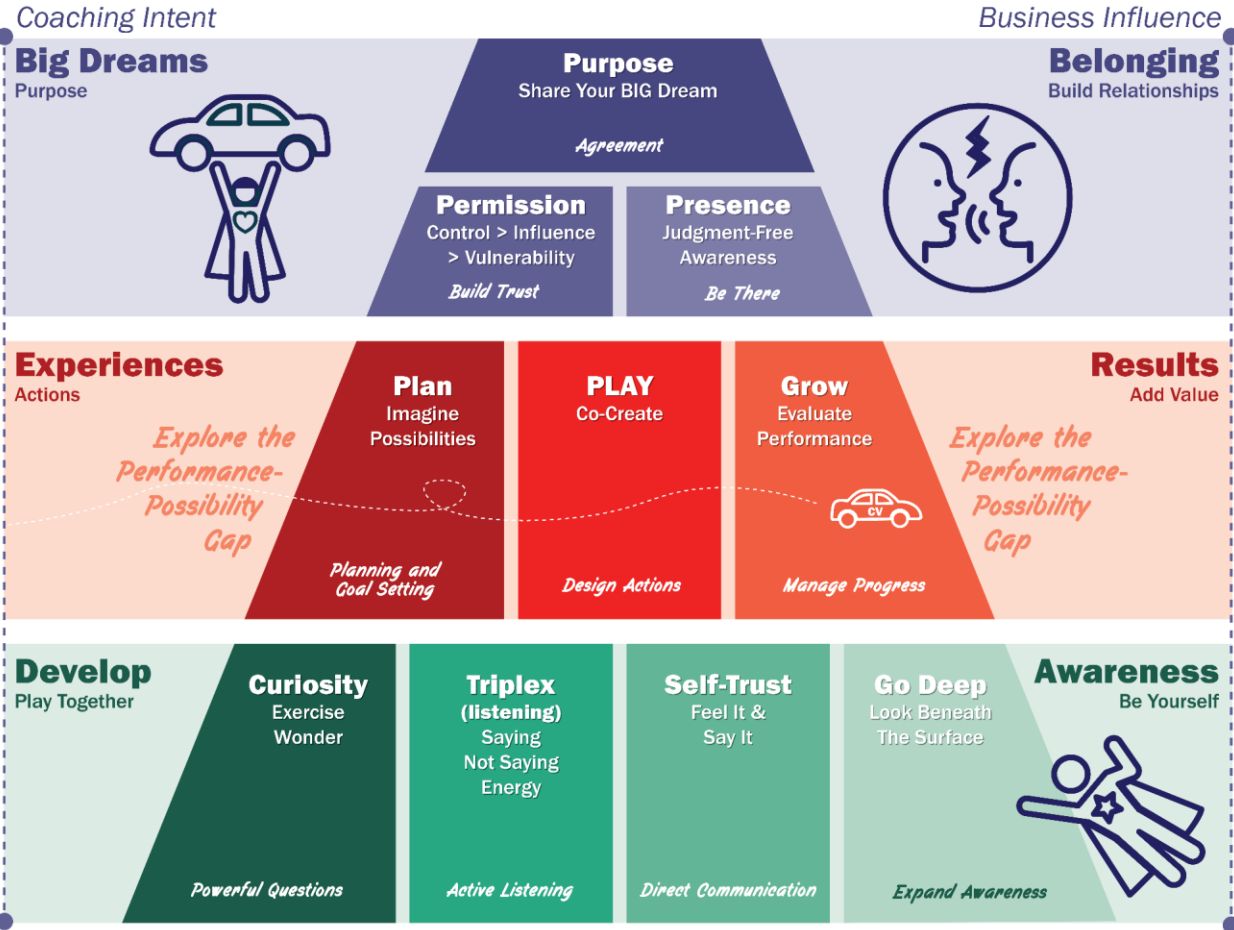 Coaching Intent
Business Influence
Big Dreams
Purpose
Purpose
Share Your BIG Dream
Agreement
Belonging
Build Relationships
Permission
Control > Influence
> Vulnerability
Build Trust
Presence
Judgment-Free
Awareness
Be There
Experiences
Actions
Explore the
Performance-
Possibility
Gap
Plan
Imagine
Possibilities
Planning and
Goal Setting
PLAY
Co-Create
Design Actions
Grow
Evaluate
Performance
CV
Manage Progress
Results
Add Value
Explore the
Performance-
Possibility
Gap
Develop
Play Together
Curiosity
Exercise
Wonder
Powerful Questions
Triplex
(listening)
Saying
Not Saying
Energy
Active Listening
Self-Trust
Feel It &
Say It
Direct Communication
Go Deep
Look Beneath
The Surface
Expand Awareness
Awareness
Be Yourself